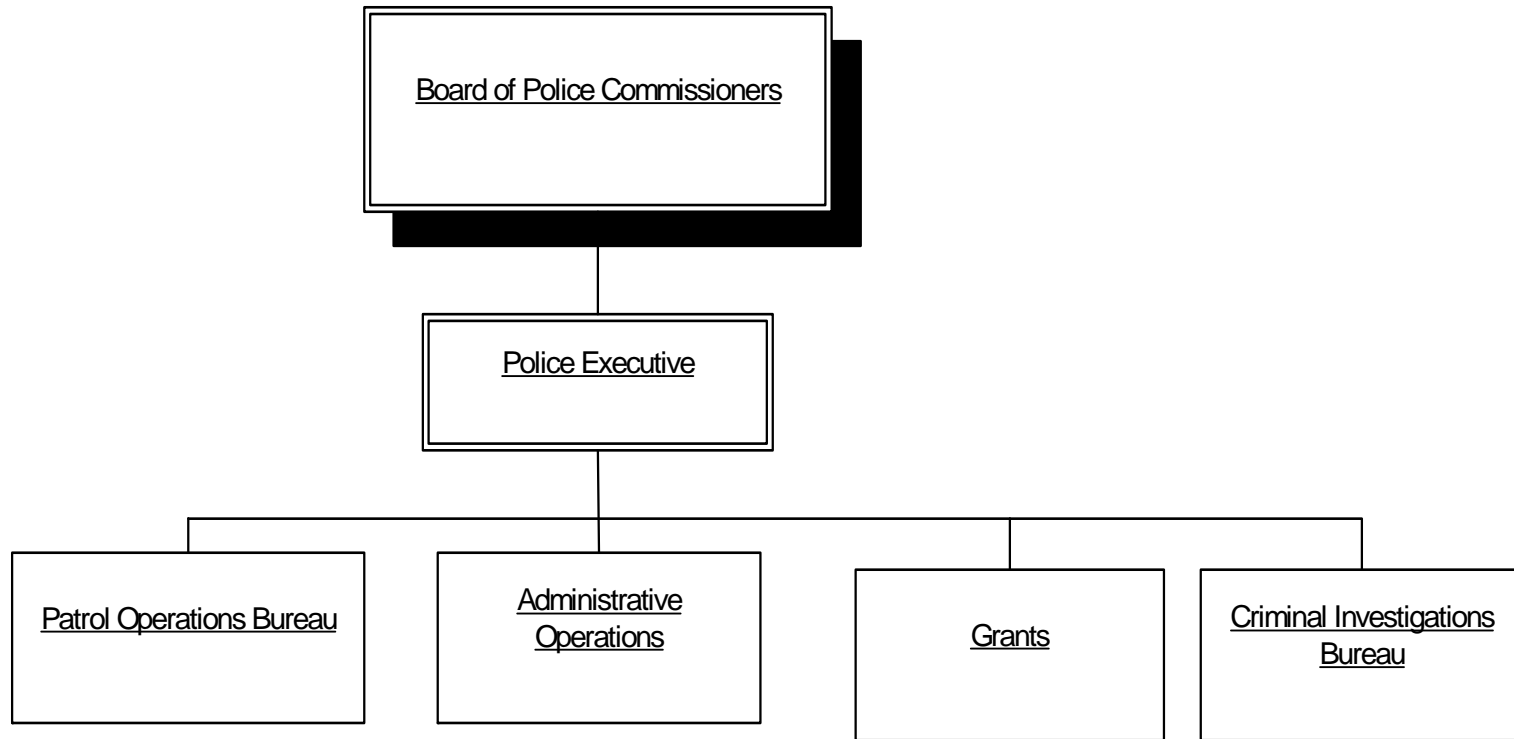 Board of Police Commissioners
Police Executive
Patrol Operations Bureau
Administrative
Operations
Grants
Criminal Investigations
Bureau